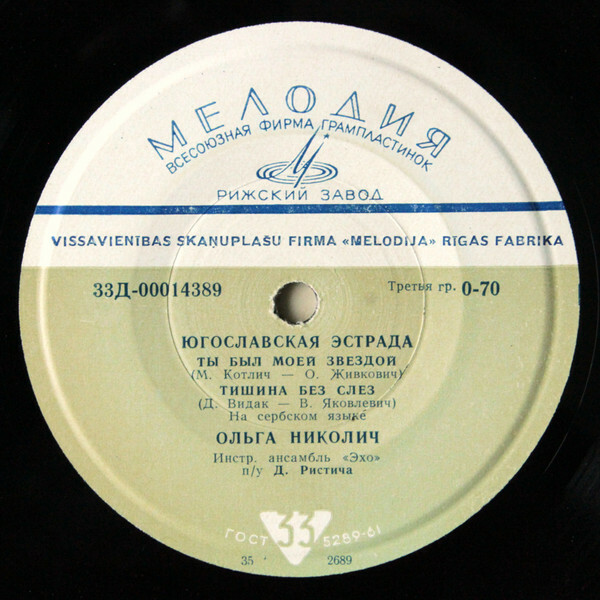 МЕЛОДИЯ
ВСЕСОЮЗНАЯ ФИРМА ГРАМПЛАСТИНОК
РИЖСКИЙ ЗАВОД
VISSAVIENĪBAS SKAŅUPLAŠU FIRMA «MELODIJA» RĪGAS FABRIKA
33Д-00014389 Третья гр. 0-70
ЮГОСЛАВСКАЯ ЭСТРАДА
ТЫ БЫЛ МОЕЙ ЗВЕЗДОЙ
(М. Котлич — О. Живкович)
ТИШИНА БЕЗ СЛЕЗ
(Д. Видак — В. Яковлевич)
На сербском языке
ОЛЬГА НИКОЛИЧ
Инстр. ансамбль «Эхо»
п/у Д. Ристича
ГОСТ 33 5289-61
35 2689